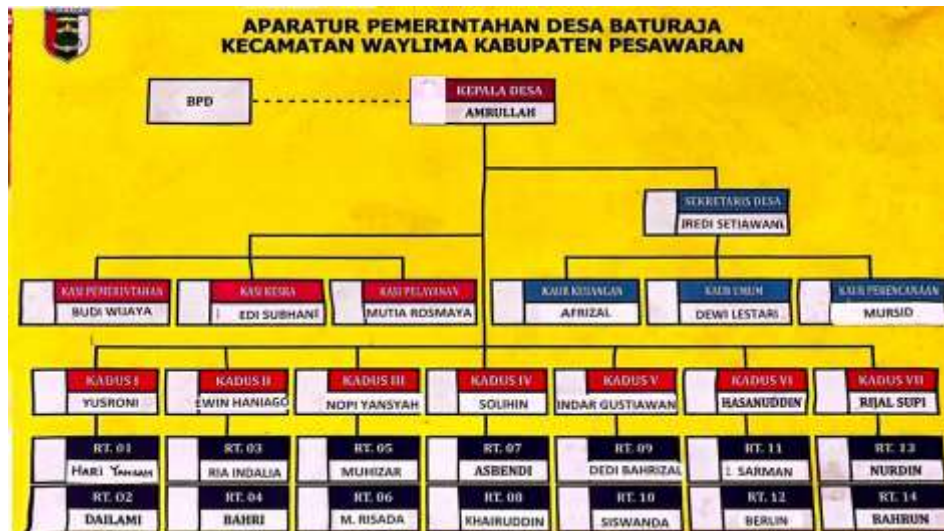 APARATUR PEMERINTAHAN DESA BATURAJA
KECAMATAN WAYLIMA KABUPATEN PESAWARAN
BPD
KEPALA DESA
AMRULLAH
SEKRETARIS DESA
IREDI SETIAWAN
KASI PEMERINTAHAN
BUDI WIJAYA
KASI KESRA
EDI SUBHANI
KASI PELAYANAN
MUTIA ROSMAYA
KAUR KEUANGAN
AFRIZAL
KAUR UMUM
DEWI LESTARI
KAUR PERENCANAAN
MURSID
KADUS I
YUSRONI
KADUS II
EWIN HANIAGO
KADUS III
NOPI YANSYAH
KADUS IV
SOLIHIN
KADUS V
INDAR GUSTIAWAN
KADUS VI
HASANUDDIN
KADUS VII
RIJAL SUPI
RT. 01
HARI
RT. 03
RIA INDALIA
RT. 05
MUHIZAR
RT. 07
ASBENDI
RT. 09
DEDI BAHRIZAL
RT. 11
SARMAN
RT. 13
NURDIN
RT. 02
DAILAMI
RT. 04
BAHRI
RT. 06
M. RISADA
RT. 08
KHAIRUDDIN
RT. 10
SISWANDA
RT. 12
BERLIN
RT. 14
BAHRUN